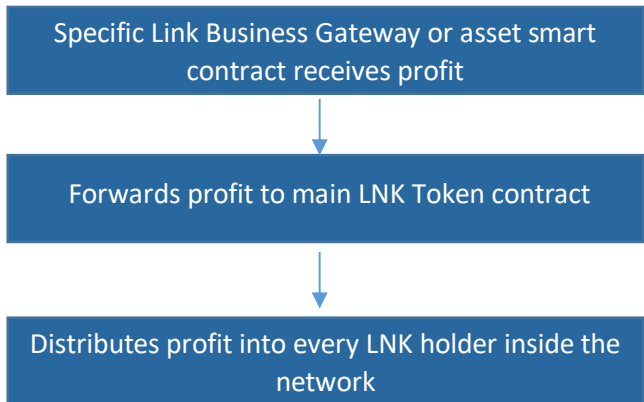 Specific Link Business Gateway or asset smart
contract receives profit
Forwards profit to main LNK Token contract
Distributes profit into every LNK holder inside the
network